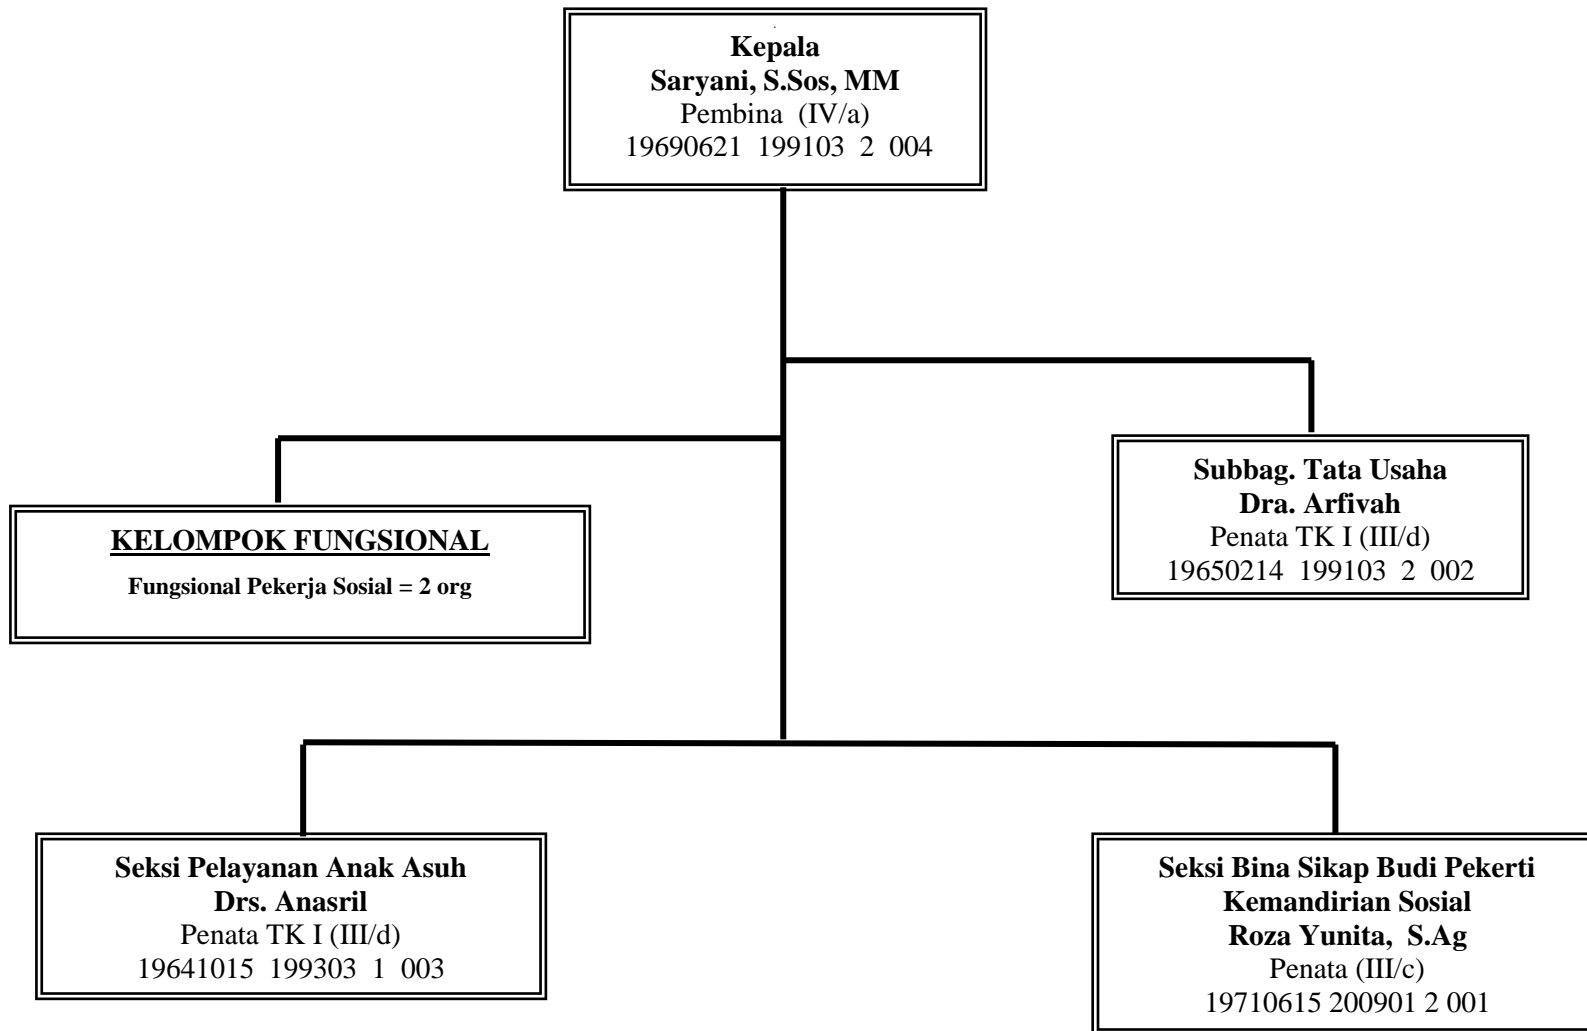 Kepala
Saryani, S.Sos, MM
Pembina (IV/a)
19690621 199103 2 004
Subbag. Tata Usaha
Dra. Arfivah
Penata TK I (III/d)
19650214 199103 2 002
KELOMPOK FUNGSIONAL
Fungsional Pekerja Sosial = 2 org
Seksi Pelayanan Anak Asuh
Drs. Anasril
Penata TK I (III/d)
19641015 199303 1 003
Seksi Bina Sikap Budi Pekerti
Kemandirian Sosial
Roza Yunita, S.Ag
Penata (III/c)
19710615 200901 2 001